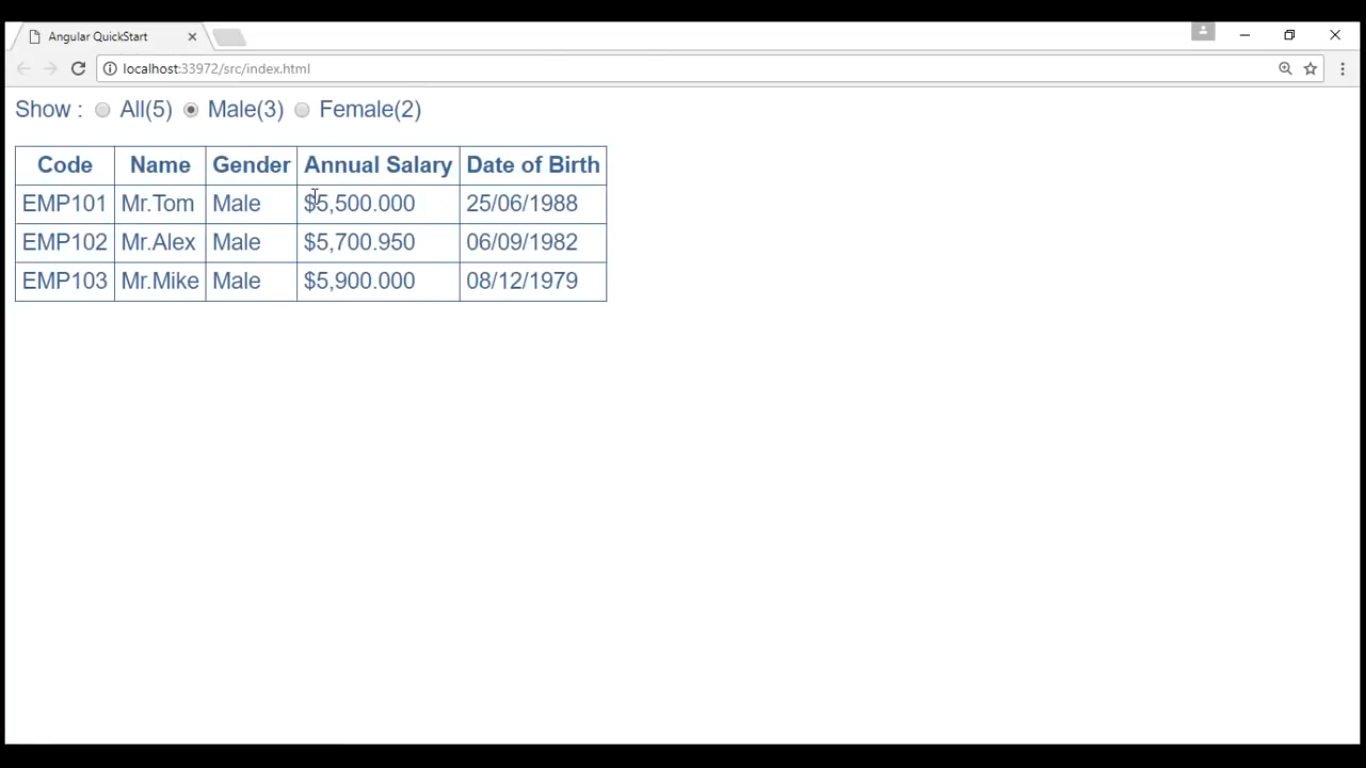 Angular QuickStart
localhost:33972/src/index.html
Show : All(5) Male(3) Female(2)
Code Name Gender Annual Salary Date of Birth
EMP101 Mr.Tom Male $5,500.000 25/06/1988
EMP102 Mr.Alex Male $5,700.950 06/09/1982
EMP103 Mr.Mike Male $5,900.000 08/12/1979